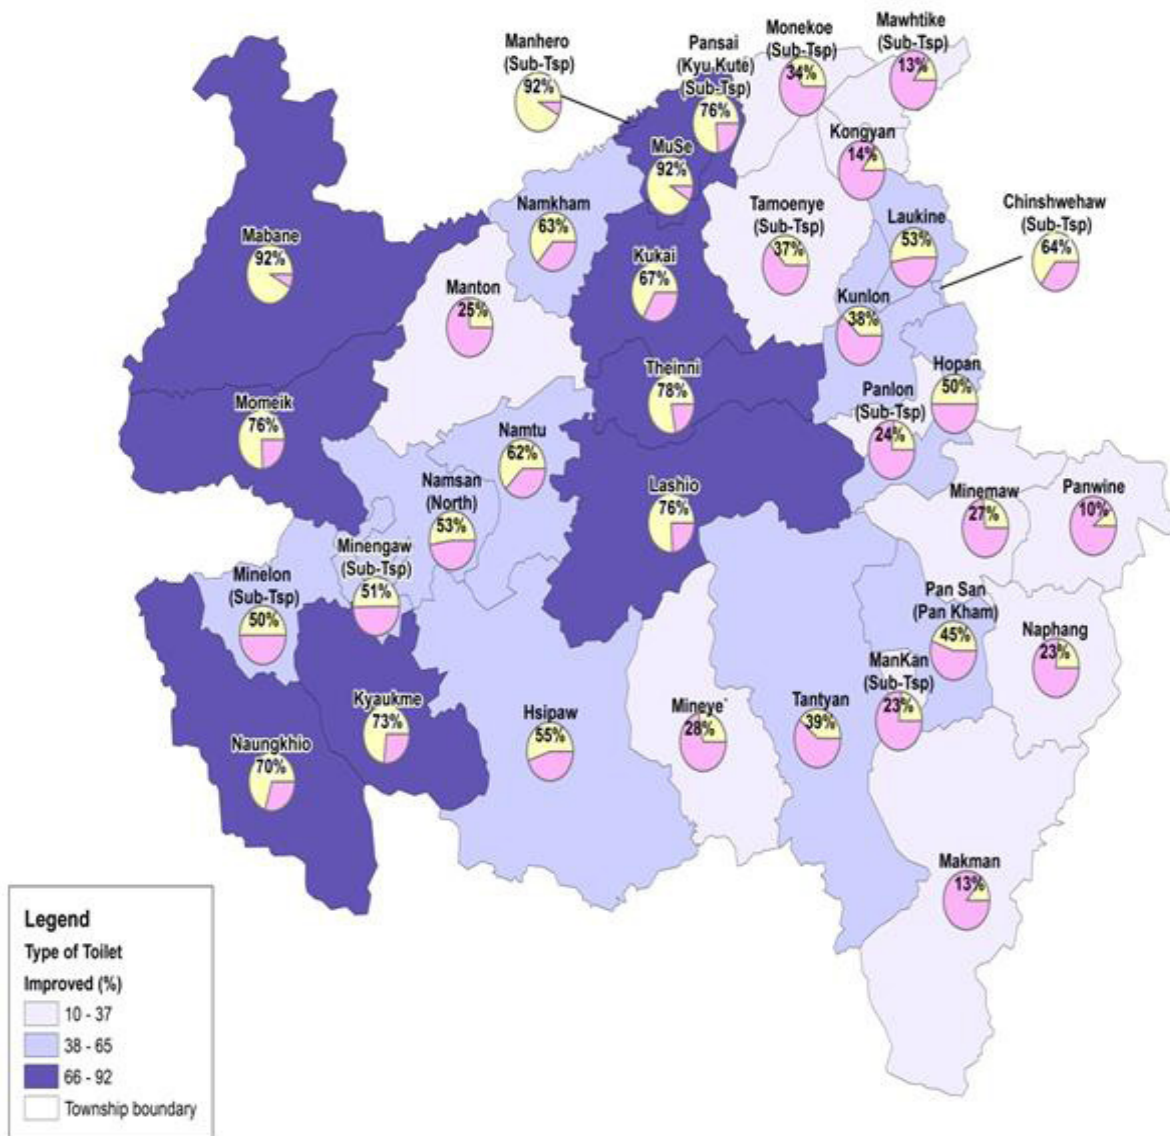 Manhero
(Sub-Tsp)
92%
Pansai
(Kyu Kute)
(Sub-Tsp)
76%
Monekoe
(Sub-Tsp)
34%
Mawhtike
(Sub-Tsp)
13%
MuSe
92%
Kongyan
14%
Namkham
63%
Tamoenye
(Sub-Tsp)
37%
Laukine
53%
Chinshwehaw
(Sub-Tsp)
64%
Mabane
92%
Kukai
67%
Manton
25%
Kunlon
38%
Theinni
78%
Hopan
50%
Momeik
76%
Panlon
(Sub-Tsp)
24%
Namtu
62%
Namsan
(North)
53%
Lashio
76%
Minemaw
27%
Panwine
10%
Minengaw
(Sub-Tsp)
51%
Minelon
(Sub-Tsp)
50%
Pan San
(Pan Kham)
45%
Naphang
23%
ManKan
(Sub-Tsp)
23%
Kyaukme
73%
Hsipaw
55%
Mineye`
28%
Tantyan
39%
Naungkhio
70%
Makman
13%
Legend
Type of Toilet
Improved (%)
10 - 37
38 - 65
66 - 92
Township boundary